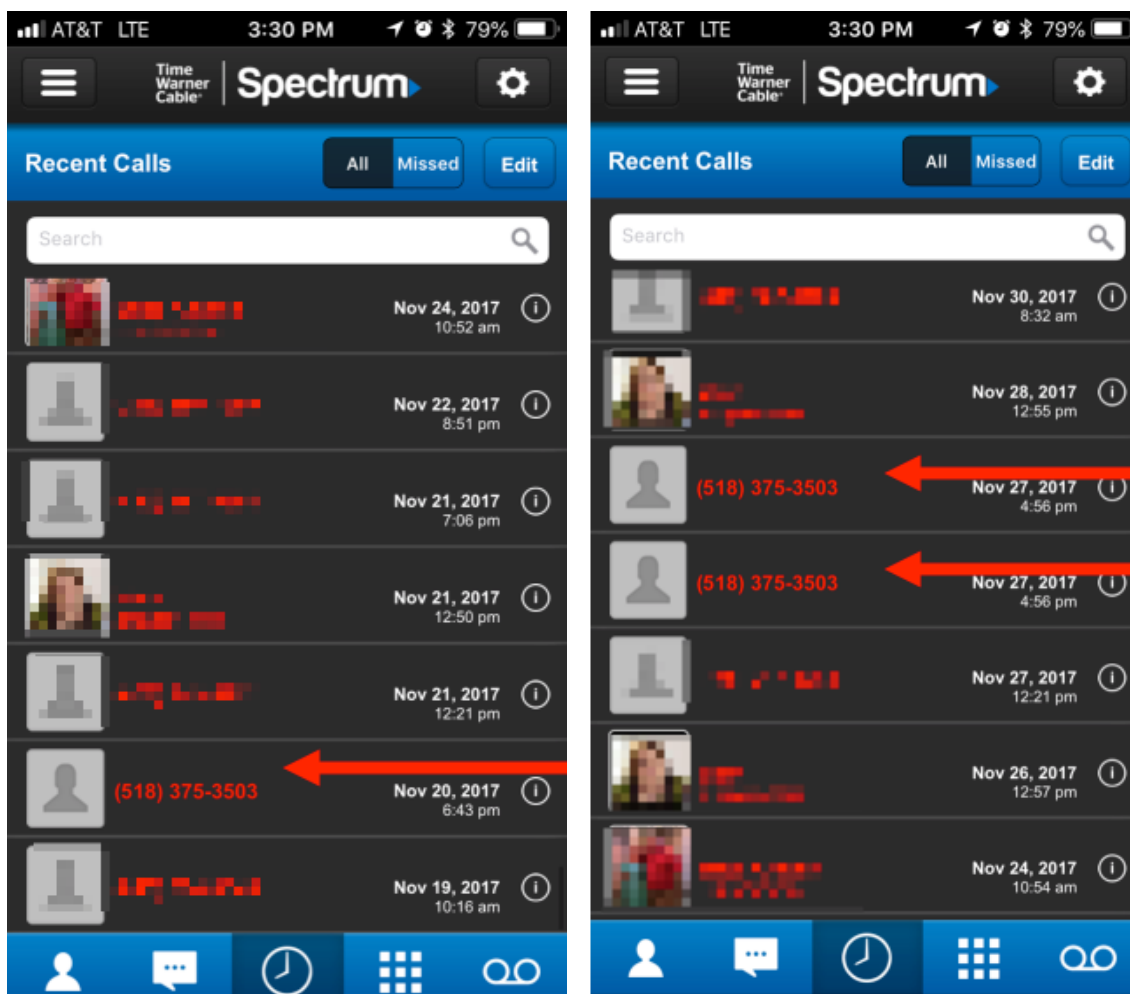 AT&T LTE 3:30 PM 79%
Time
Warner
Cable
Spectrum
Recent Calls All Missed Edit
Search
Nov 24, 2017
10:52 am
Nov 22, 2017
8:51 pm
Nov 21, 2017
7:06 pm
Nov 21, 2017
12:50 pm
Nov 21, 2017
12:21 pm
(518) 375-3503 Nov 20, 2017
6:43 pm
Nov 19, 2017
10:16 am
AT&T LTE 3:30 PM 79%
Time
Warner
Cable
Spectrum
Recent Calls All Missed Edit
Search
Nov 30, 2017
8:32 am
Nov 28, 2017
12:55 pm
(518) 375-3503 Nov 27, 2017
4:56 pm
(518) 375-3503 Nov 27, 2017
4:56 pm
Nov 27, 2017
12:21 pm
Nov 26, 2017
12:57 pm
Nov 24, 2017
10:54 am